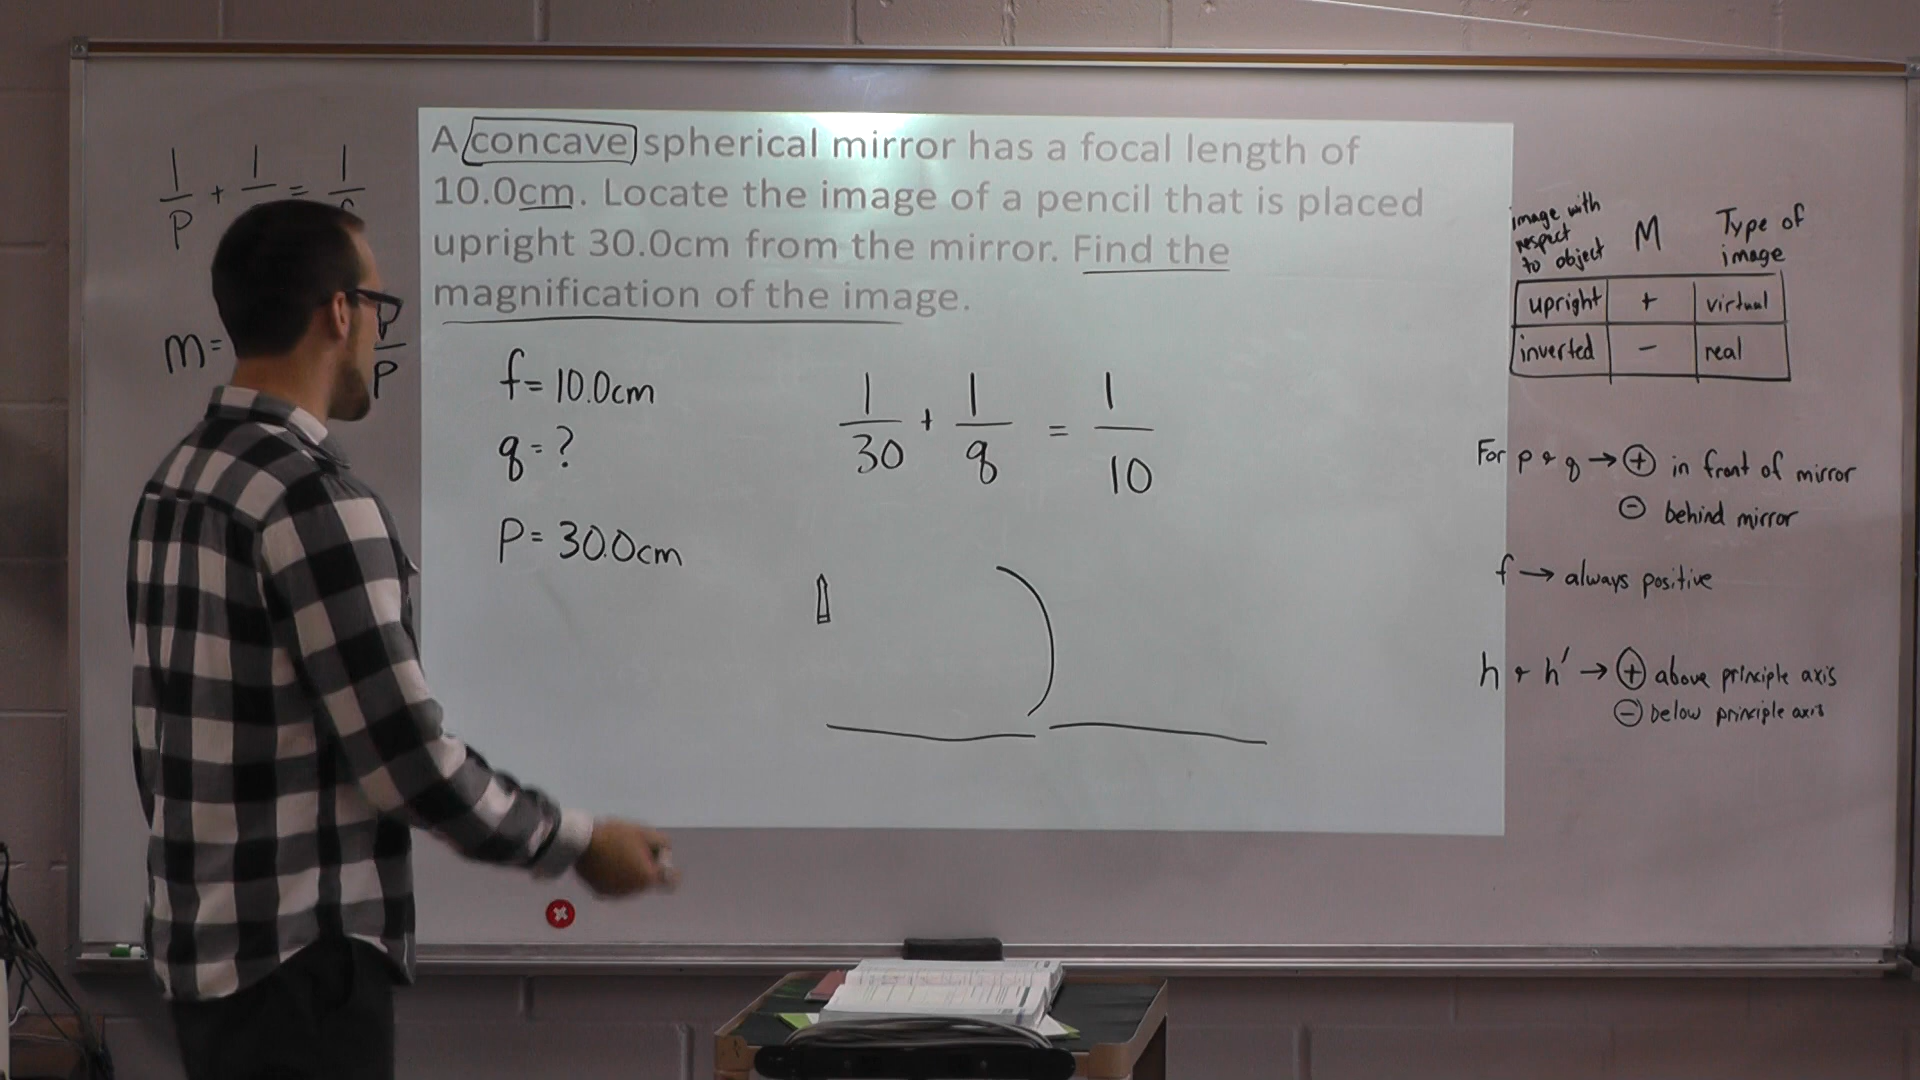 1/P + 1/ = 1/
M=
P
A concave spherical mirror has a focal length of
10.0cm. Locate the image of a pencil that is placed
upright 30.0cm from the mirror. Find the
magnification of the image.
f= 10.0cm
q=?
P= 30.0cm
1/30 + 1/q = 1/10
image with respect to object M Type of image
upright + virtual
inverted - real
For p & q → + in front of mirror
- behind mirror
f → always positive
h & h' → + above principle axis
- below principle axis